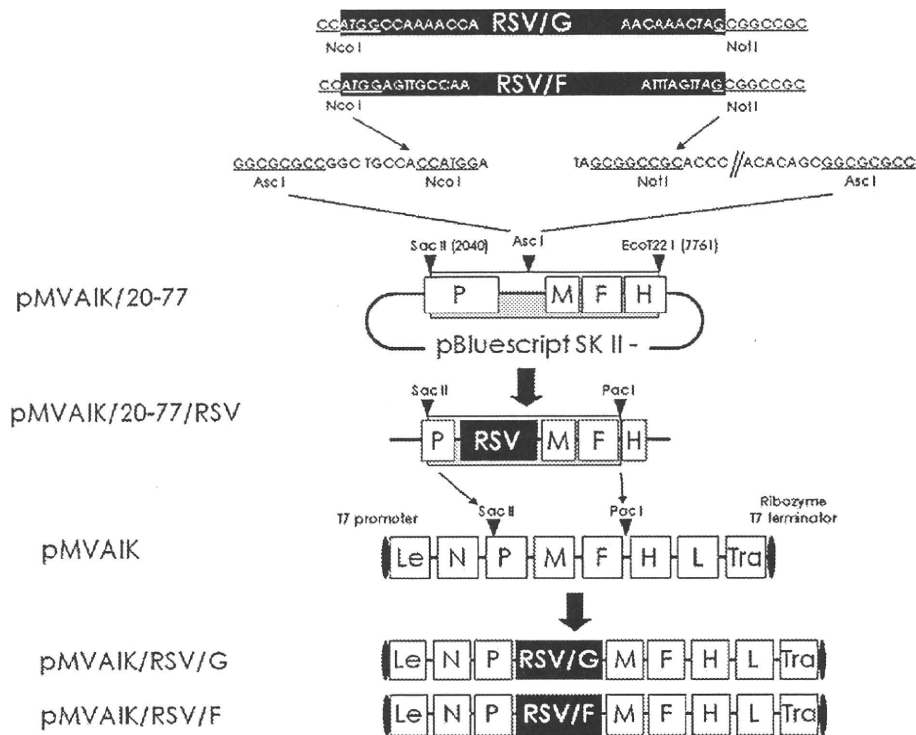 CCATGGCCAAAACCA RSV/G AACAAACTAGCGGCCGC
NcoI NotI
CCATGGAGTTGCCAA RSV/F ATTTAGTTAGCGGCCGC
NcoI NotI
GGCGCGCCGGC TGCCACCATGGA TAGCGGCCGCACCC//ACACAGCGGCGCGCC
AscI NcoI NotI AscI
SacII (2040) AscI EcoT22I (7761)
pMVAIK/20-77 P M F H
pBluescript SK II -
SacII PacI
pMVAIK/20-77/RSV P RSV M F H
T7 promoter SacII PacI Ribozyme
T7 terminator
pMVAIK Le N P M F H L Tra
pMVAIK/RSV/G Le N P RSV/G M F H L Tra
pMVAIK/RSV/F Le N P RSV/F M F H L Tra